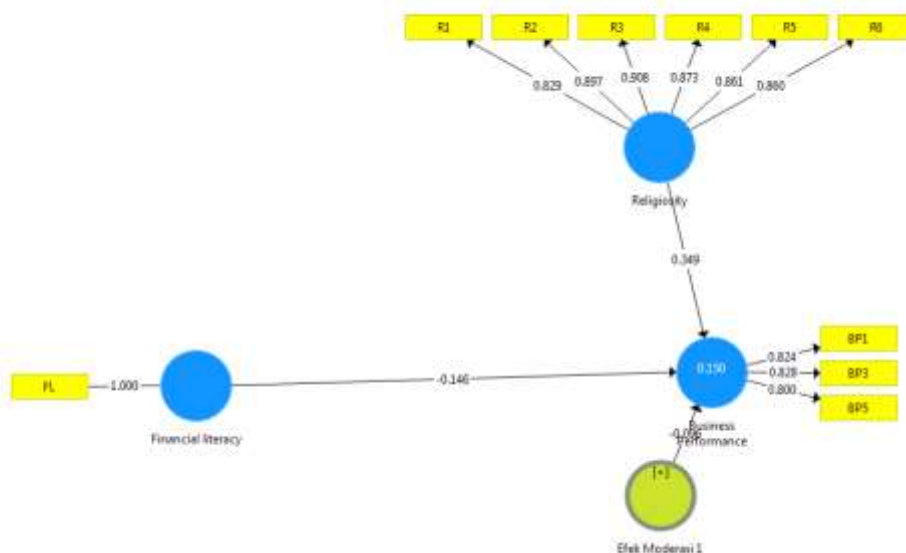 R1 R2 R3 R4 R5 R6
0.829 0.897 0.908 0.873 0.861 0.860
Religiosity
0.349
BP1
0.824
0.150
0.828
BP3
0.800
BP5
FL
1.000
-0.146
Financial literacy
Business
Performance
[+]
Efek Moderasi 1